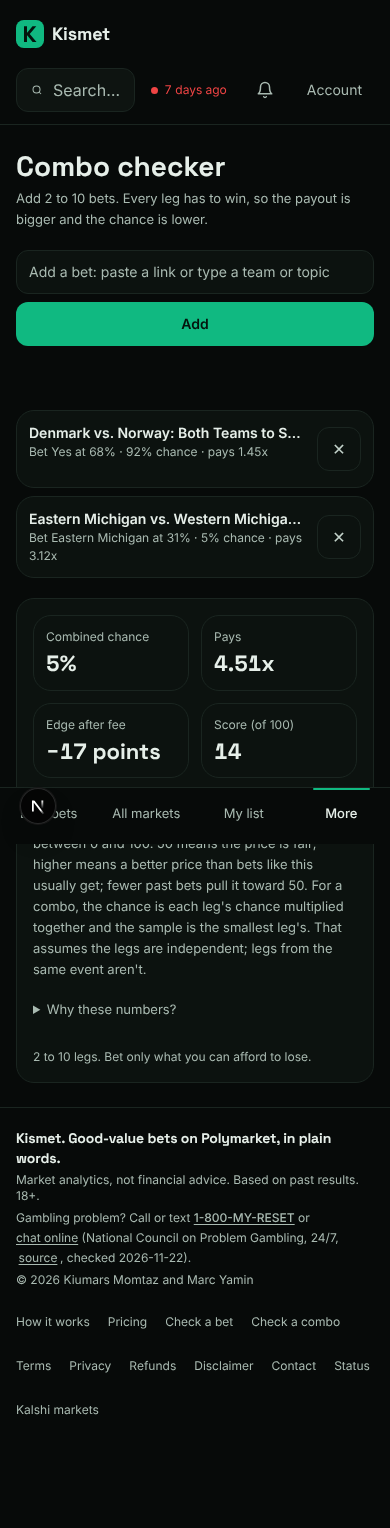 Kismet
Search...
7 days ago
Account
Combo checker
Add 2 to 10 bets. Every leg has to win, so the payout is
bigger and the chance is lower.
Add a bet: paste a link or type a team or topic
Add
Denmark vs. Norway: Both Teams to S...
Bet Yes at 68% · 92% chance · pays 1.45x
Eastern Michigan vs. Western Michiga...
Bet Eastern Michigan at 31% · 5% chance · pays
3.12x
Combined chance
5%
Pays
4.51x
Edge after fee
−17 points
Score (of 100)
14
bets
All markets
My list
More
between 0 and 100. 50 means the price is fair;
higher means a better price than bets like this
usually get; fewer past bets pull it toward 50. For a
combo, the chance is each leg's chance multiplied
together and the sample is the smallest leg's. That
assumes the legs are independent; legs from the
same event aren't.
Why these numbers?
2 to 10 legs. Bet only what you can afford to lose.
Kismet. Good-value bets on Polymarket, in plain
words.
Market analytics, not financial advice. Based on past results.
18+.
Gambling problem? Call or text 1-800-MY-RESET or
chat online (National Council on Problem Gambling, 24/7,
source , checked 2026-11-22).
© 2026 Kiumars Momtaz and Marc Yamin
How it works Pricing Check a bet Check a combo
Terms Privacy Refunds Disclaimer Contact Status
Kalshi markets